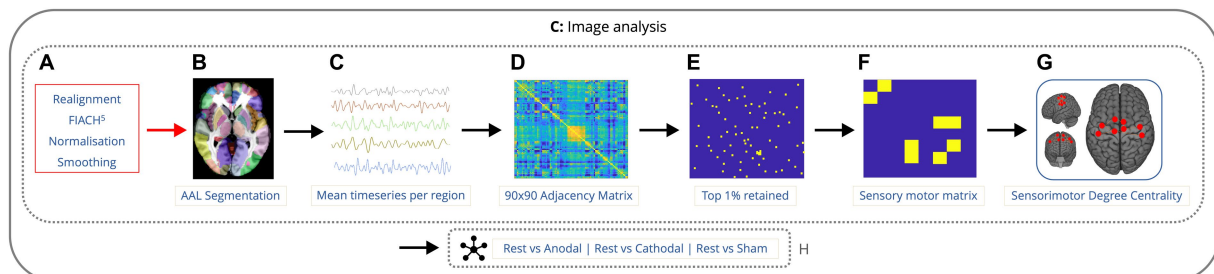 C: Image analysis
A
B
C
D
E
F
G
Realignment
FIACH⁵
Normalisation
Smoothing
AAL Segmentation
Mean timeseries per region
90x90 Adjacency Matrix
Top 1% retained
Sensory motor matrix
Sensorimotor Degree Centrality
Rest vs Anodal | Rest vs Cathodal | Rest vs Sham
H